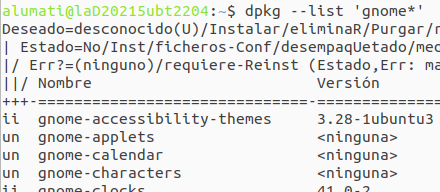 alumati@laD20215ubt2204:~$ dpkg --list 'gnome*'
Deseado=desconocido(U)/Instalar/eliminaR/Purgar/r
| Estado=No/Inst/ficheros-Conf/desempaqUetado/med
|/ Err?=(ninguno)/requiere-Reinst (Estado,Err: ma
||/ Nombre Versión
+++-==============================-===============
ii gnome-accessibility-themes 3.28-1ubuntu3
un gnome-applets <ninguna>
un gnome-calendar <ninguna>
un gnome-characters <ninguna>
ii gnome-clocks 41.0-2